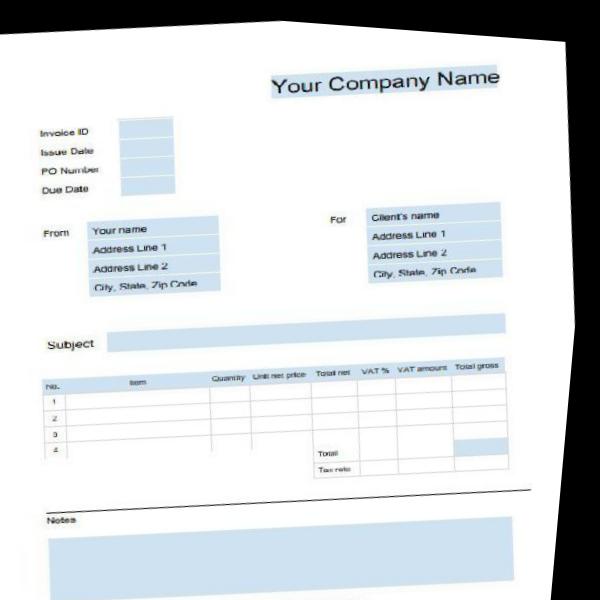 Your Company Name
Invoice ID
Issue Date
PO Number
Due Date
From
Your name
Address Line 1
Address Line 2
City, State, Zip Code
For
Client's name
Address Line 1
Address Line 2
City, State, Zip Code
Subject
No. Item Quantity Unit net price Total net VAT % VAT amount Total gross
1
2
3
4
Total
Tax rate
Notes